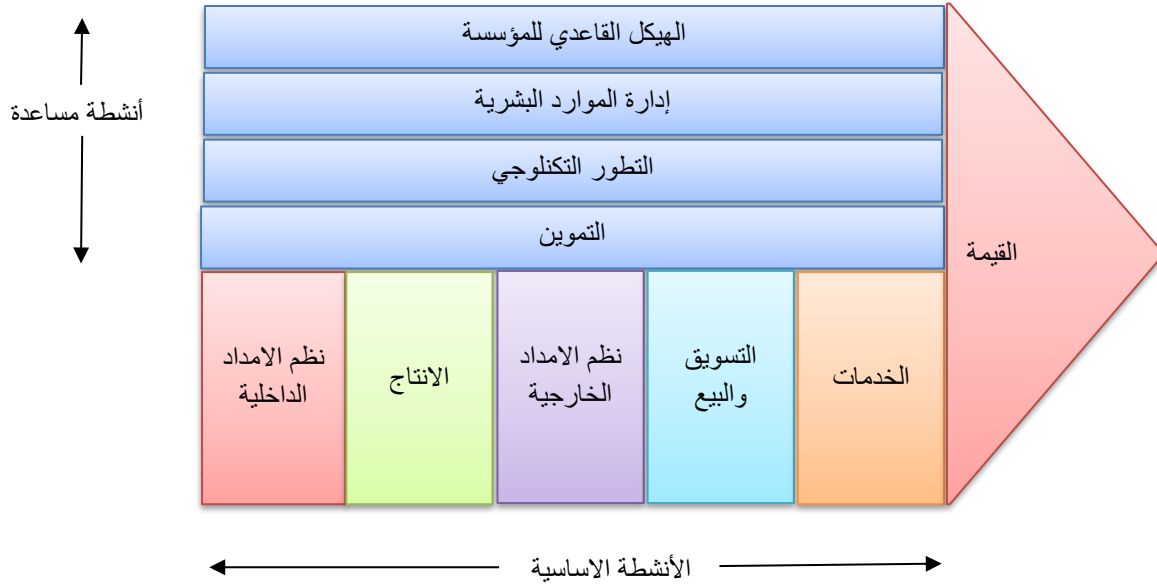 الهيكل القاعدي للمؤسسة
إدارة الموارد البشرية
أنشطة مساعدة
التطور التكنلوجي
التموين
القيمة
نظم الامداد
الداخلية
الانتاج
نظم الامداد
الخارجية
التسويق
والبيع
الخدمات
الأنشطة الاساسية